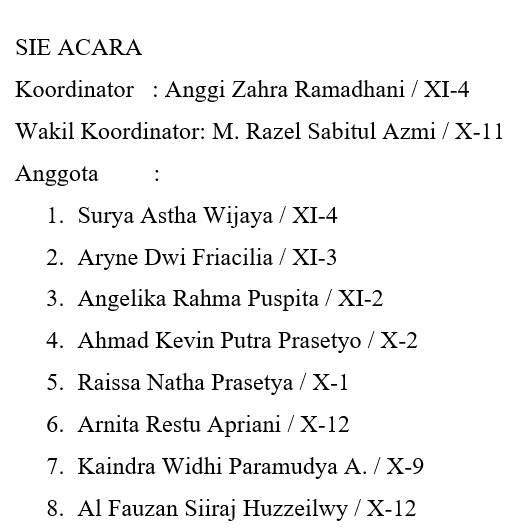 SIE ACARA
Koordinator : Anggi Zahra Ramadhani / XI-4
Wakil Koordinator: M. Razel Sabitul Azmi / X-11
Anggota :
1. Surya Astha Wijaya / XI-4
2. Aryne Dwi Friacilia / XI-3
3. Angelika Rahma Puspita / XI-2
4. Ahmad Kevin Putra Prasetyo / X-2
5. Raissa Natha Prasetya / X-1
6. Arnita Restu Apriani / X-12
7. Kaindra Widhi Paramudya A. / X-9
8. Al Fauzan Siiraj Huzzeilwy / X-12